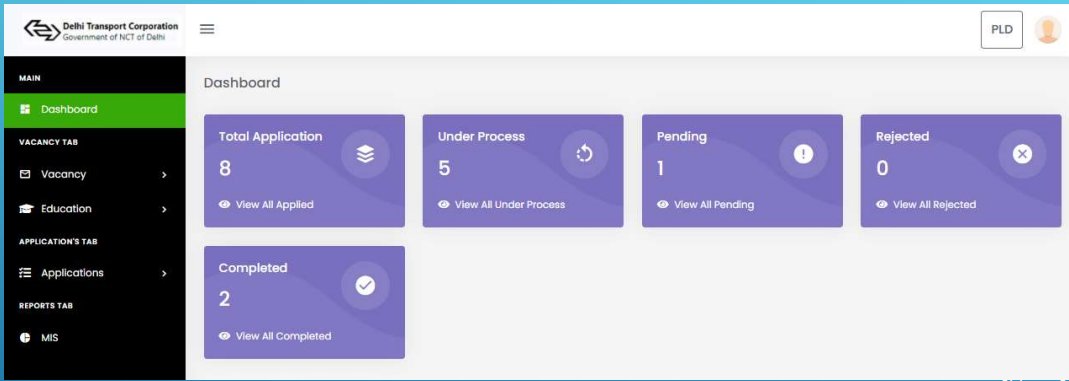 Delhi Transport Corporation
Government of NCT of Delhi
PLD
MAIN
Dashboard
VACANCY TAB
Vacancy
Education
APPLICATION'S TAB
Applications
REPORTS TAB
MIS
Dashboard
Total Application
8
View All Applied
Under Process
5
View All Under Process
Pending
1
View All Pending
Rejected
0
View All Rejected
Completed
2
View All Completed